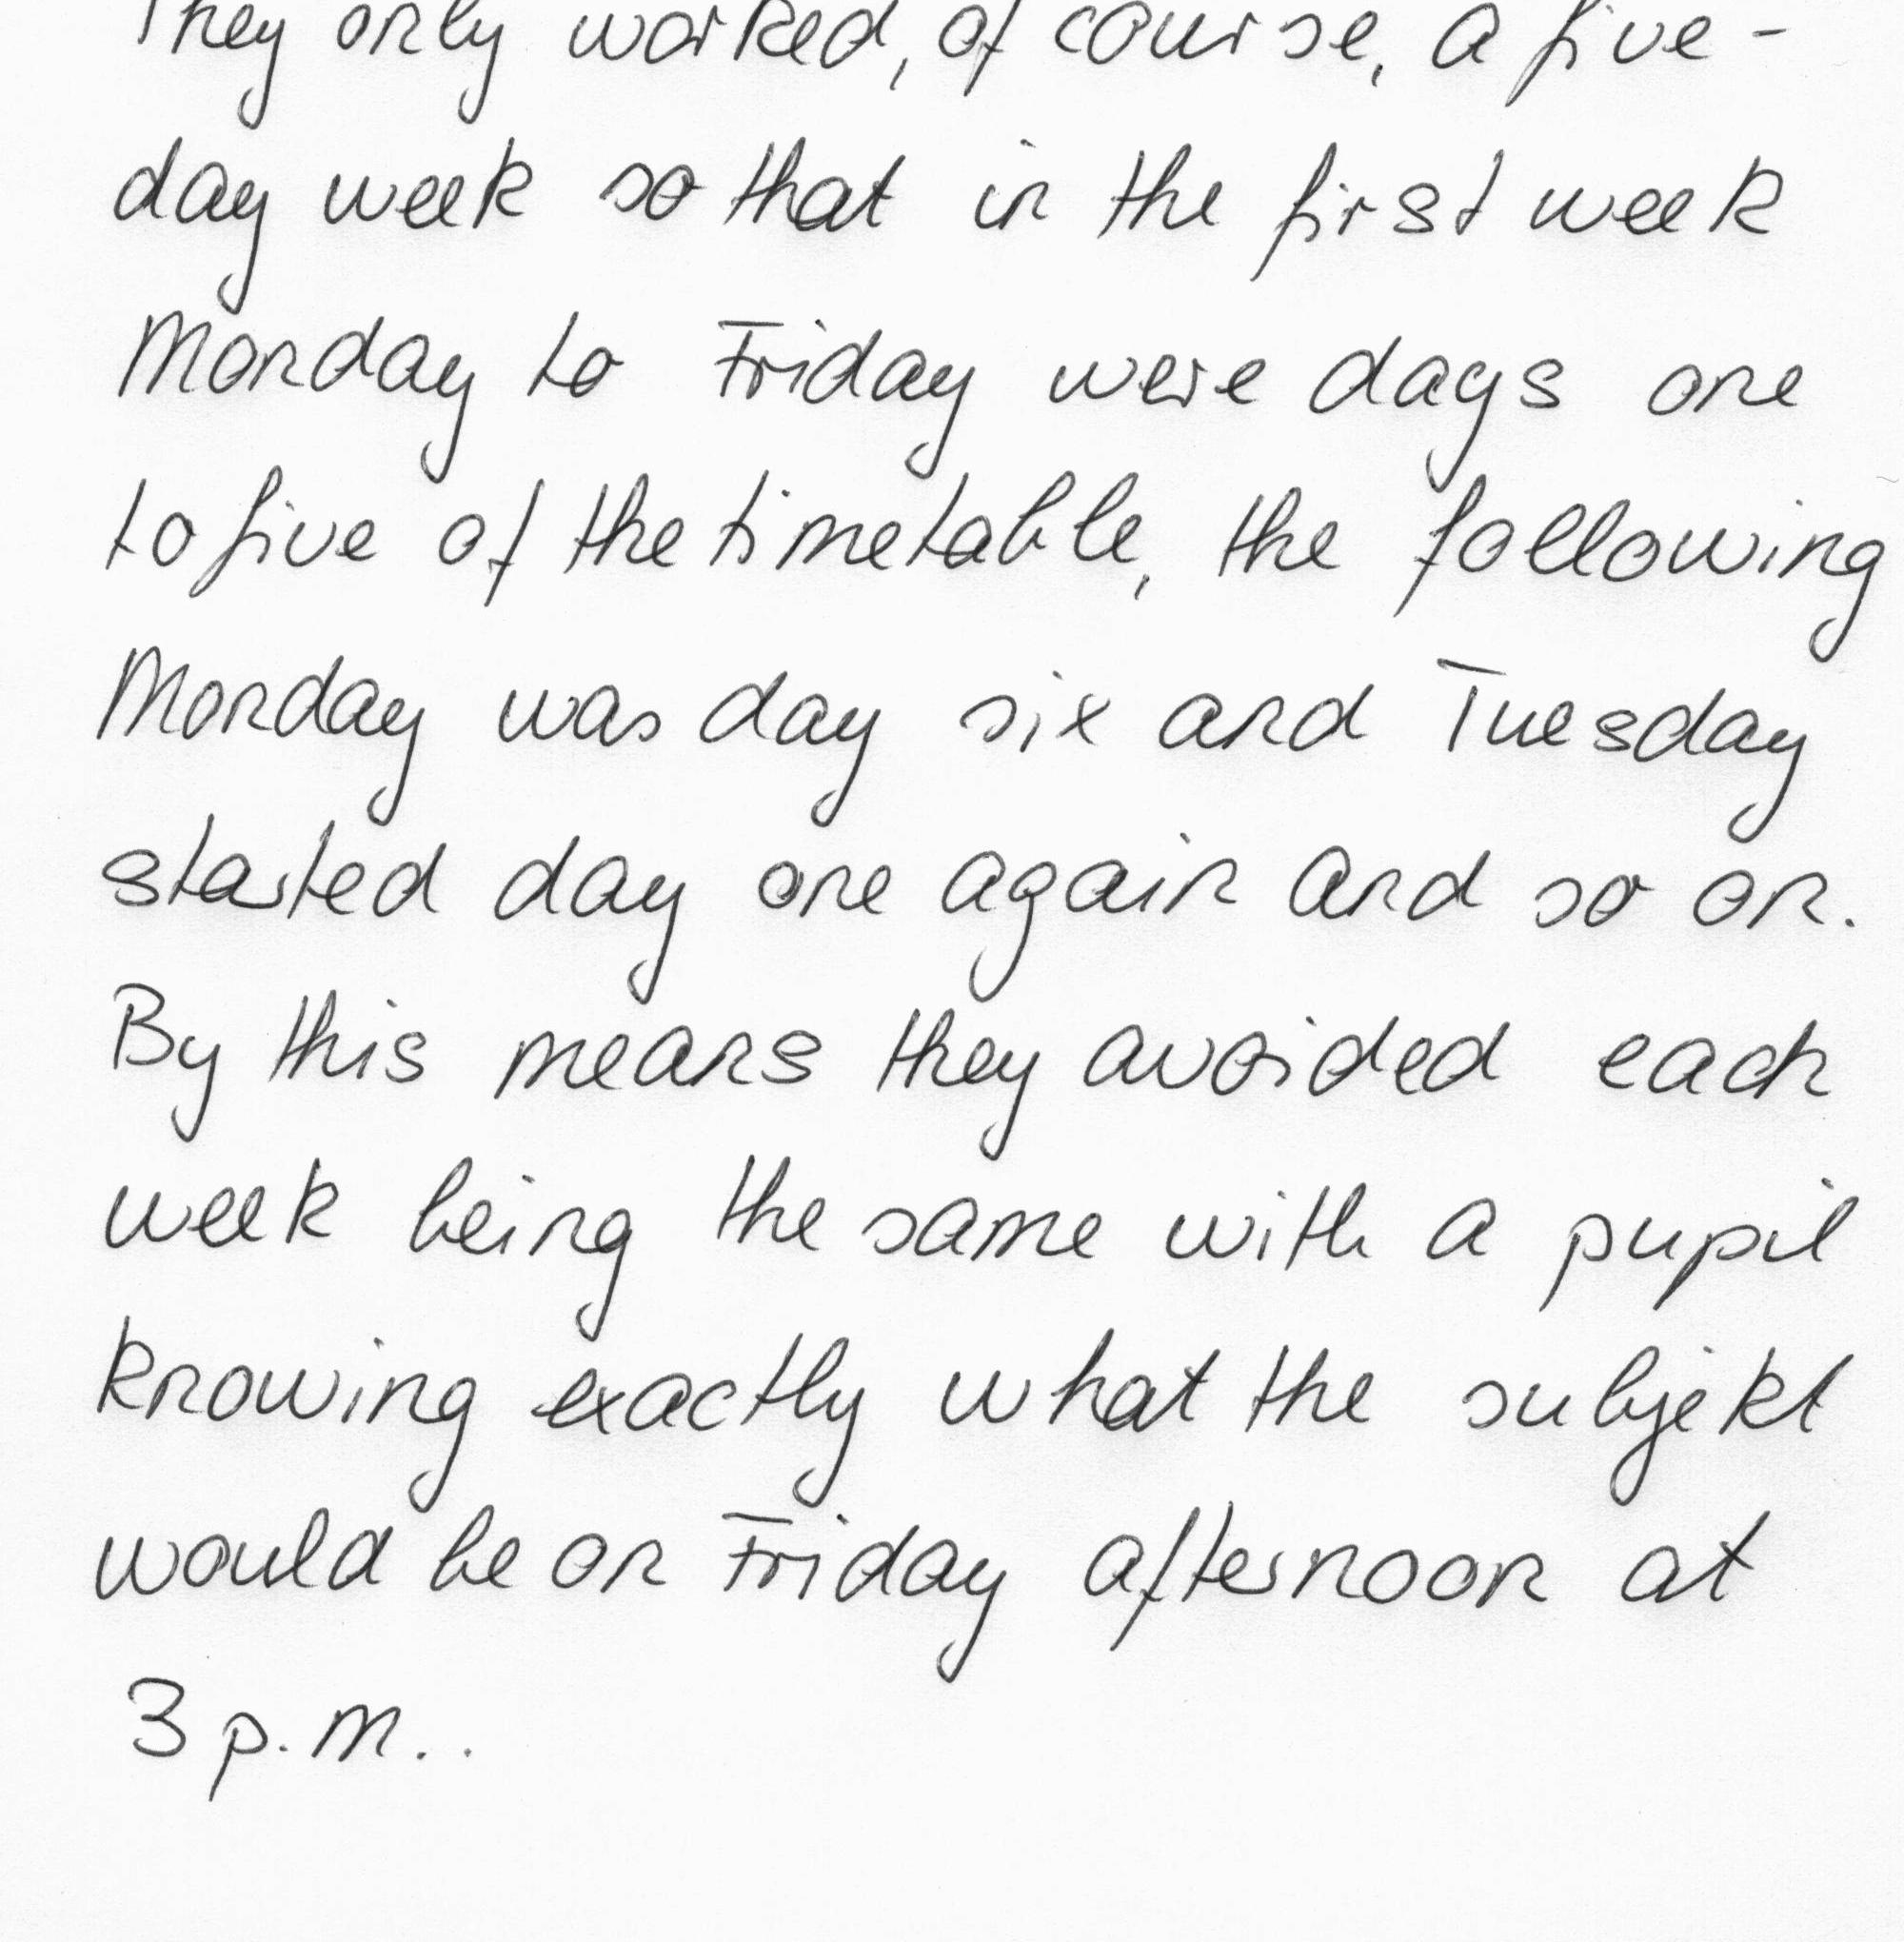 They only worked, of course, a five-
day week so that in the first week
Monday to Friday were days one
to five of the timetable, the following
Monday was day six and Tuesday
started day one again and so on.
By this means they avoided each
week being the same with a pupil
knowing exactly what the subjekt
would be on Friday afternoon at
3 p.m..